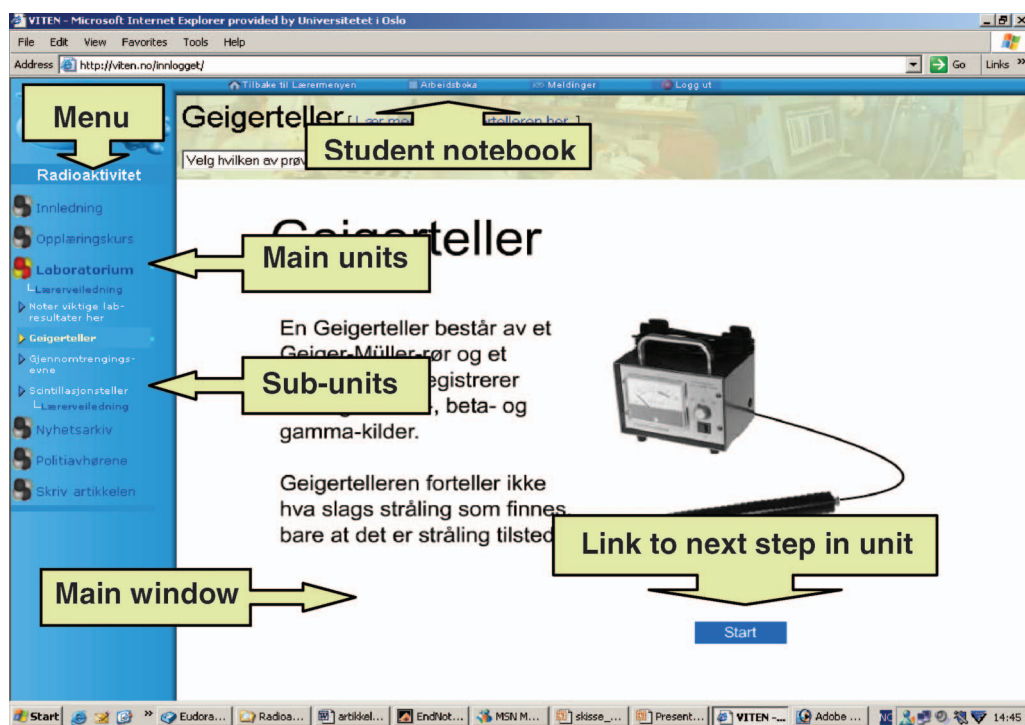 VITEN - Microsoft Internet Explorer provided by Universitetet i Oslo
File Edit View Favorites Tools Help
Address http://viten.no/innlogget/ Go Links »
Tilbake til Lærermenyen Arbeidsboka Meldinger Logg ut
Menu
Geigerteller [ Lær
her ]
Student notebook
Velg hvilken av
Radioaktivitet
Innledning
Opplæringskurs
Laboratorium
Lærerveiledning
Noter viktige lab-
resultater her
Geigerteller
Gjennomtrengings-
evne
Scintillasjonsteller
Lærerveiledning
Nyhetsarkiv
Politiavhørene
Skriv artikkelen
Main units
Sub-units
Main window
Geigerteller
En Geigerteller består av et
Geiger-Müller-rør og et
registrerer
beta- og
gamma-kilder.
Geigertelleren forteller ikke
hva slags stråling som finnes,
bare at det er stråling
Link to next step in unit
Start
Start » Eudora... Radioa... artikkel... EndNot... MSN M... skisse_... Present... VITEN -... Adobe ... NO 14:45